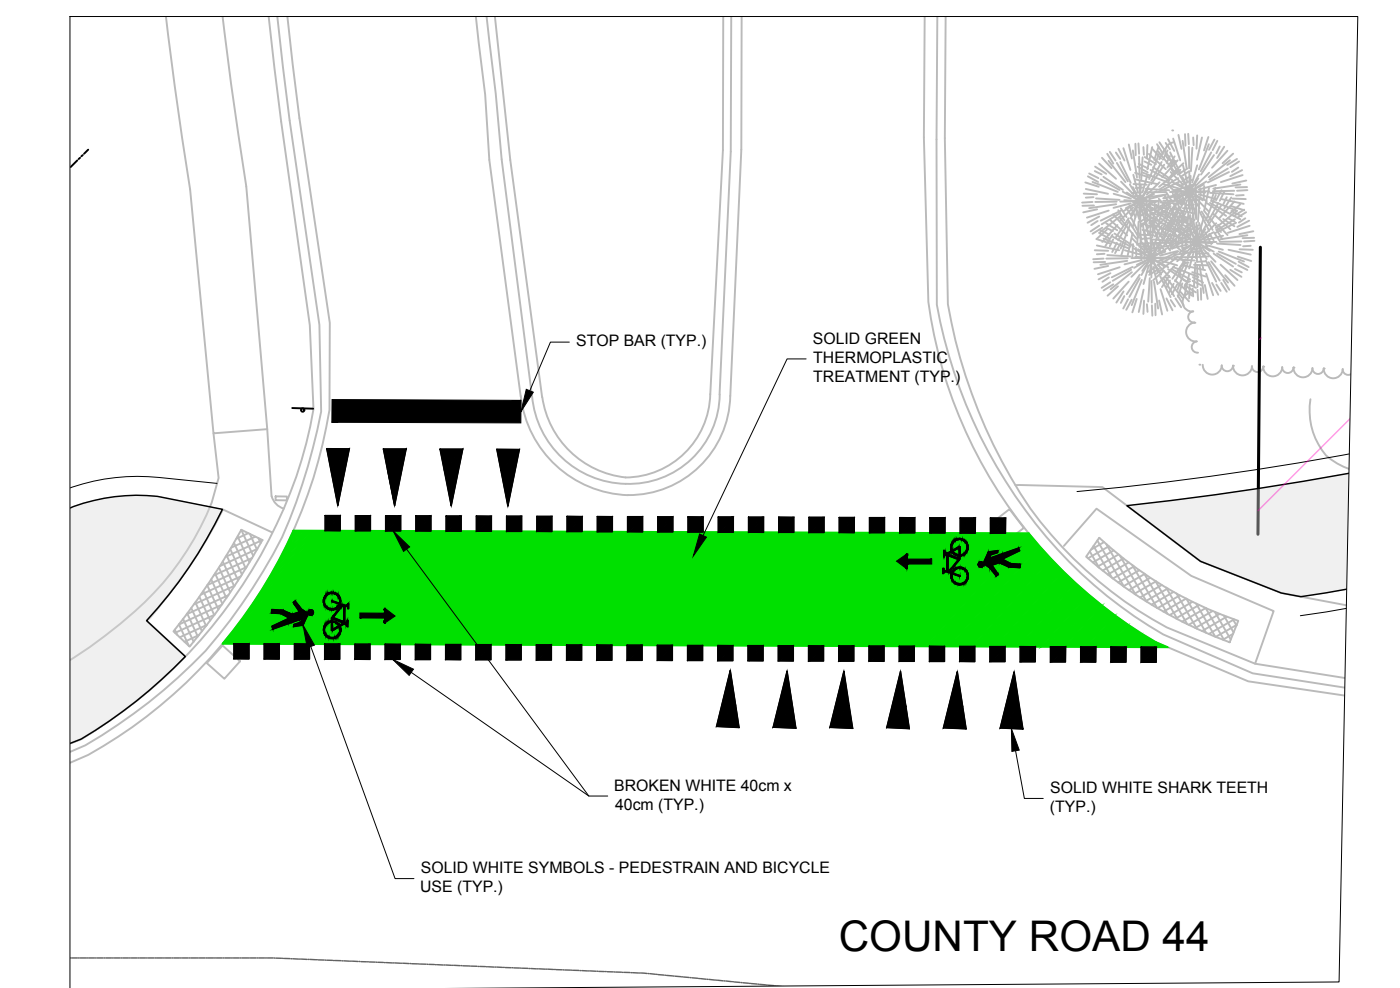 STOP BAR (TYP.)
SOLID GREEN
THERMOPLASTIC
TREATMENT (TYP.)
BROKEN WHITE 40cm x
40cm (TYP.)
SOLID WHITE SHARK TEETH
(TYP.)
SOLID WHITE SYMBOLS - PEDESTRAIN AND BICYCLE
USE (TYP.)
COUNTY ROAD 44